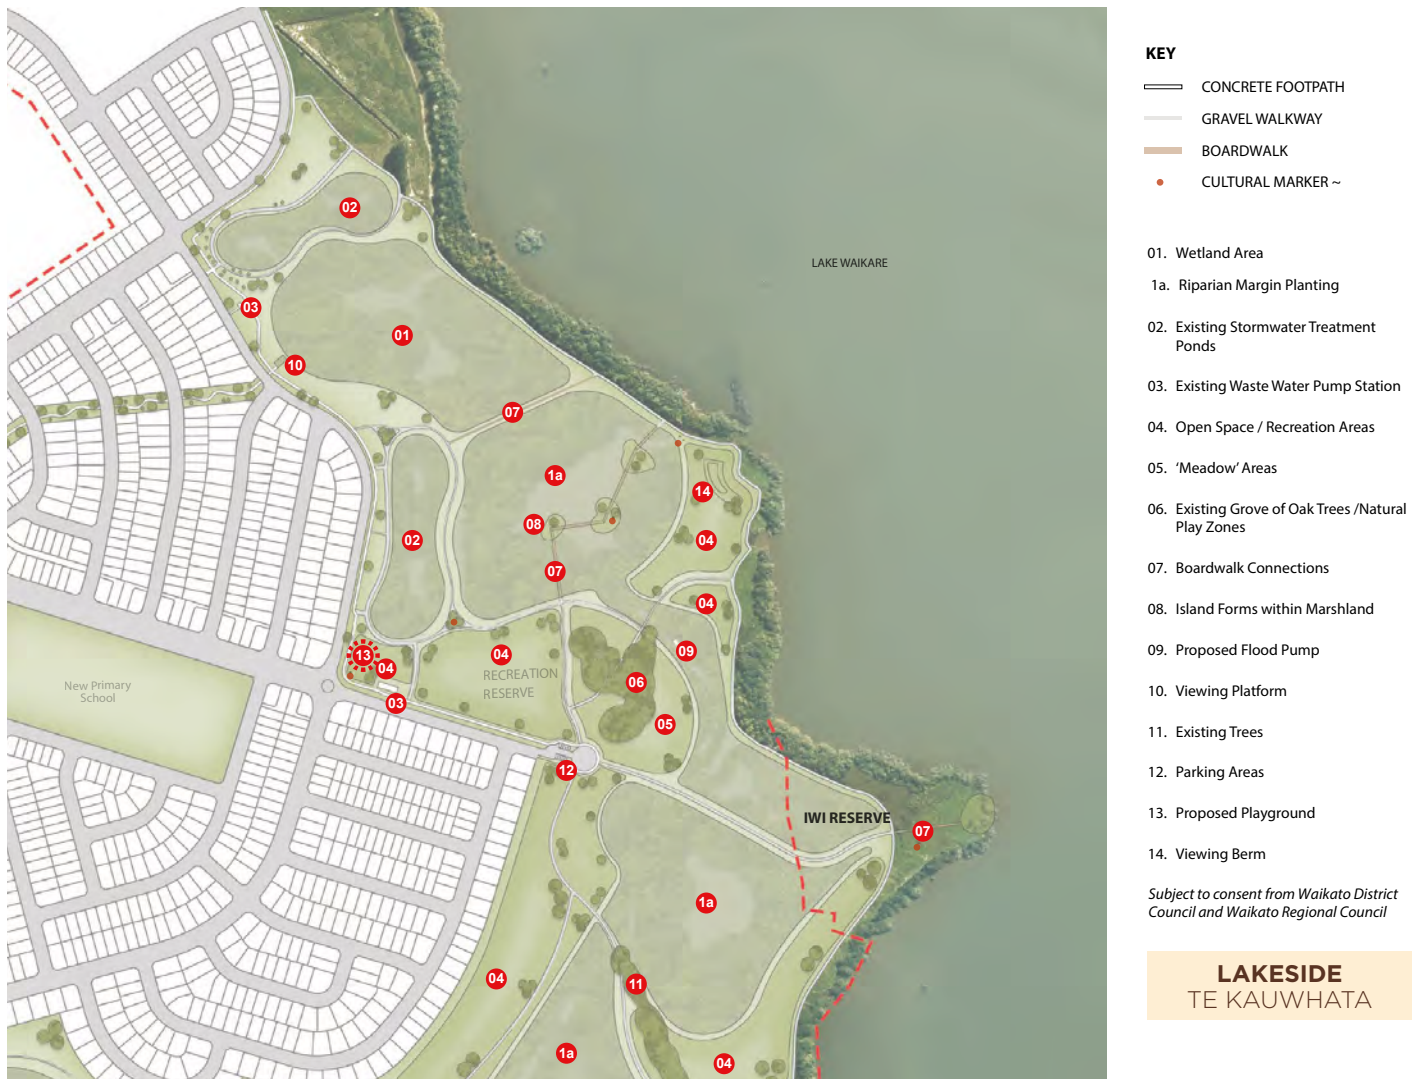 02
03
01
10
07
1a
14
08
02
04
07
04
13
04
04
09
RECREATION
RESERVE
06
03
05
12
New Primary
School
LAKE WAIKARE
IWI RESERVE
07
1a
04
11
1a
04
KEY
CONCRETE FOOTPATH
GRAVEL WALKWAY
BOARDWALK
CULTURAL MARKER ~
01. Wetland Area
1a. Riparian Margin Planting
02. Existing Stormwater Treatment
Ponds
03. Existing Waste Water Pump Station
04. Open Space / Recreation Areas
05. ‘Meadow’ Areas
06. Existing Grove of Oak Trees /Natural
Play Zones
07. Boardwalk Connections
08. Island Forms within Marshland
09. Proposed Flood Pump
10. Viewing Platform
11. Existing Trees
12. Parking Areas
13. Proposed Playground
14. Viewing Berm
Subject to consent from Waikato District
Council and Waikato Regional Council
LAKESIDE
TE KAUWHATA